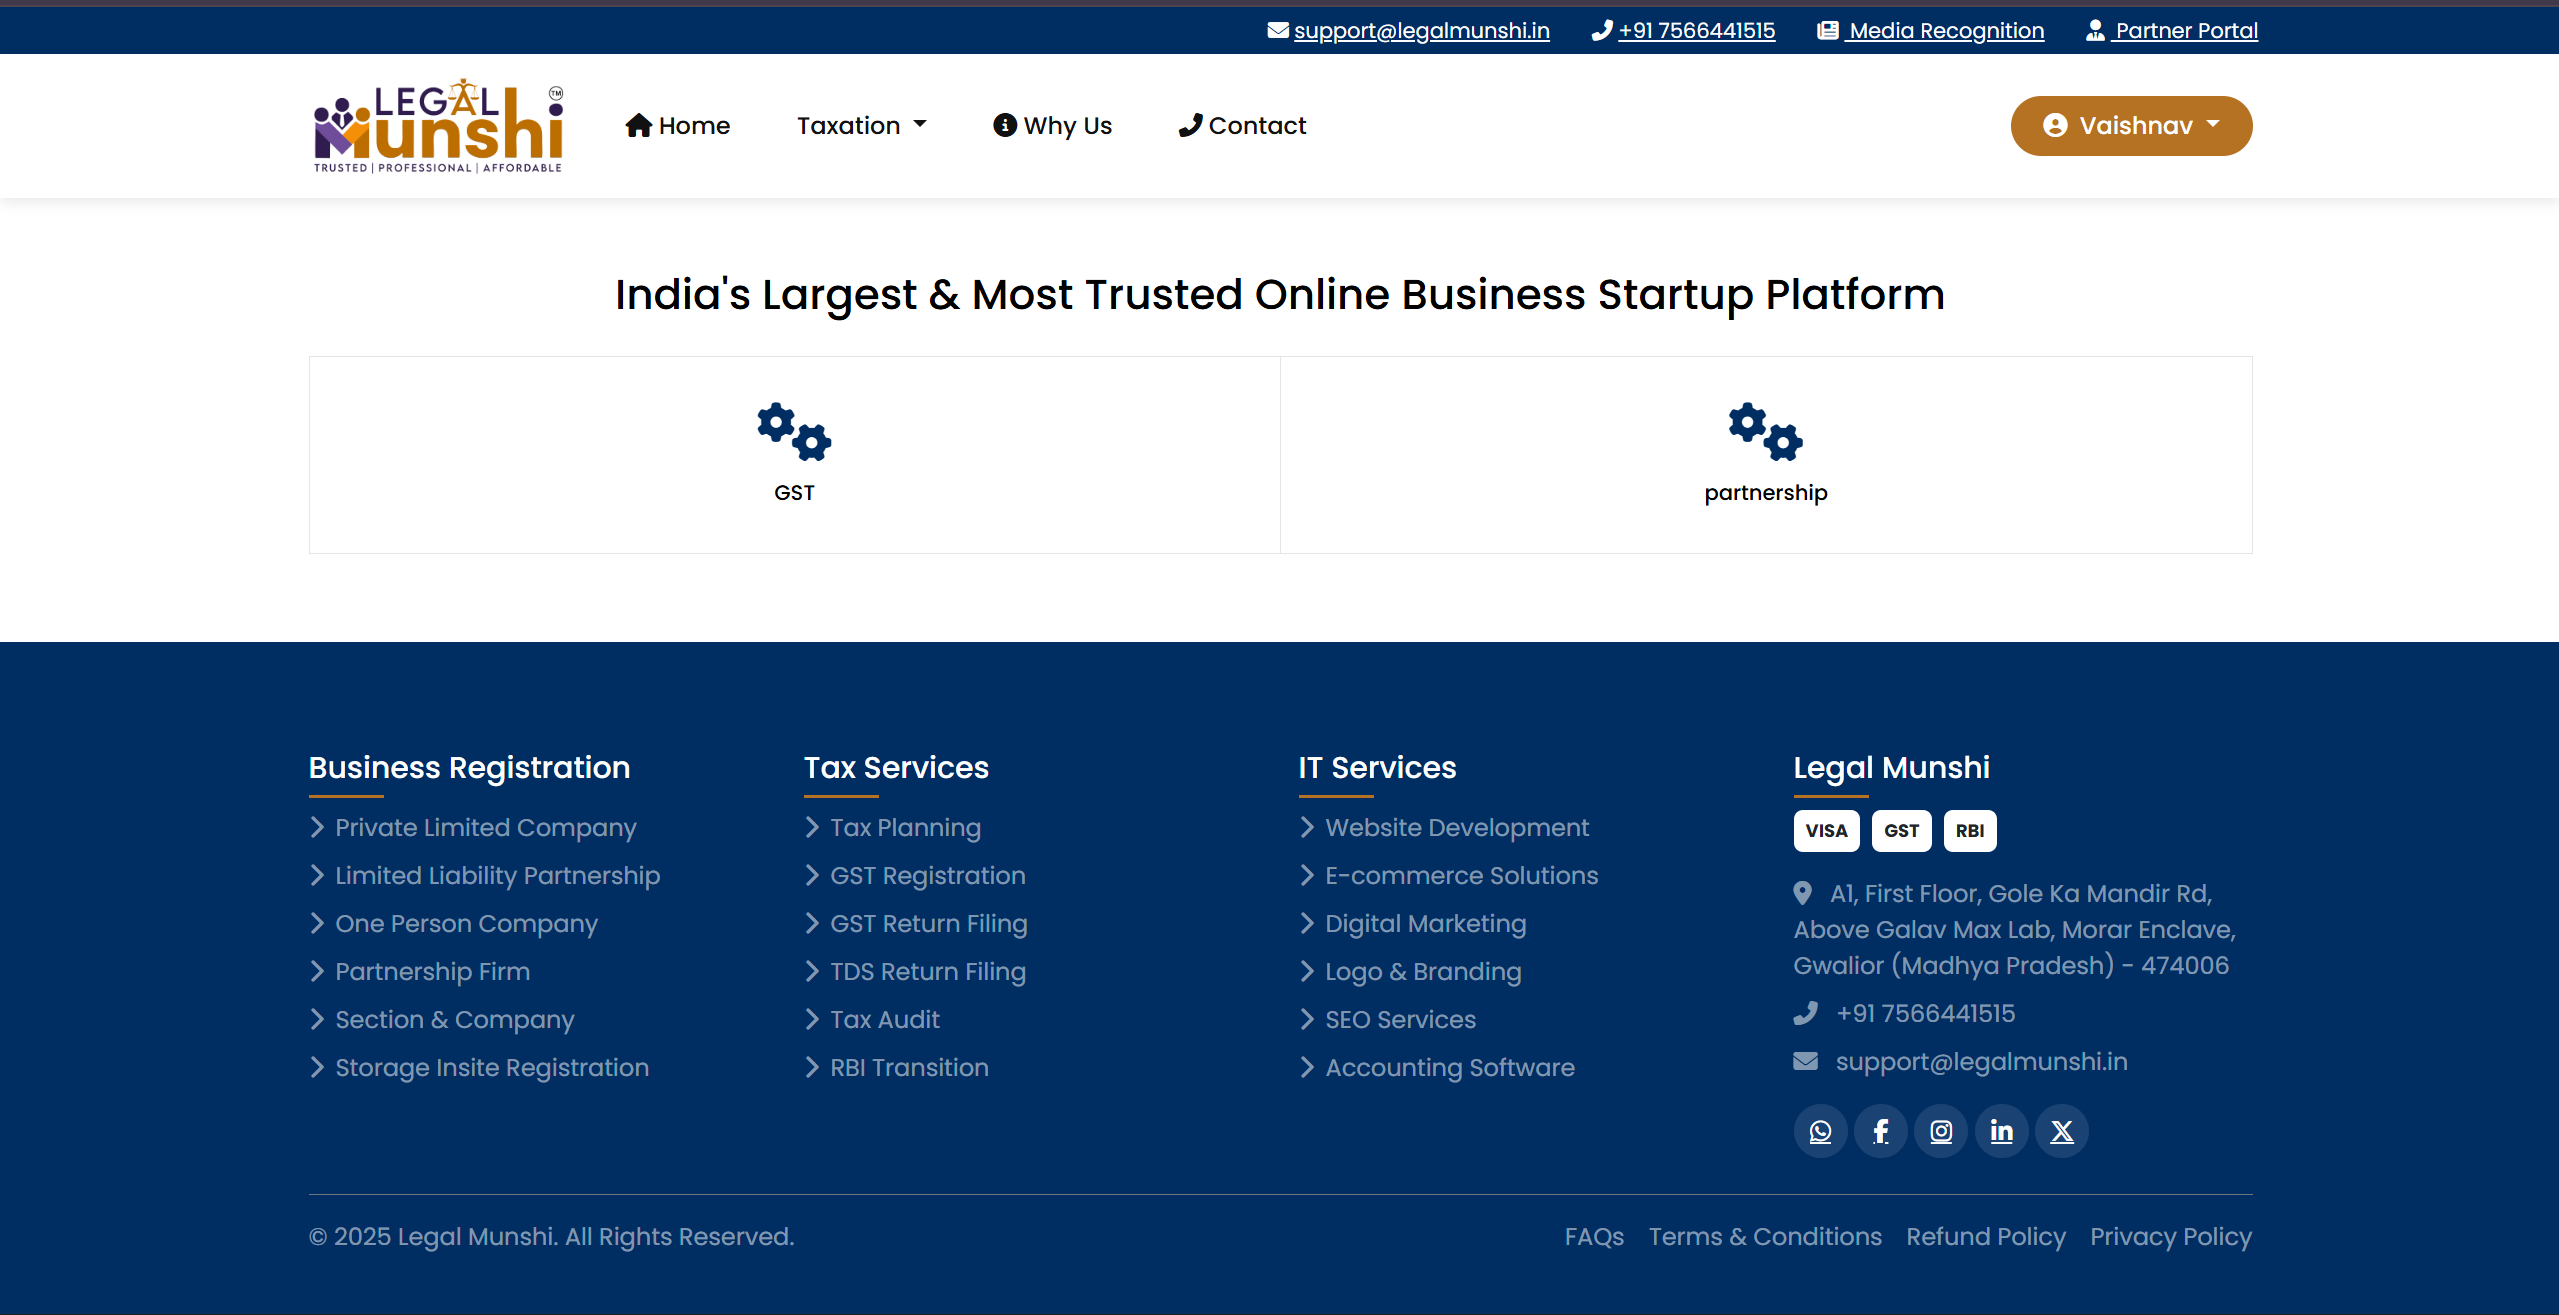 support@legalmunshi.in +91 7566441515 Media Recognition Partner Portal
LEGAL
Munshi
TM
TRUSTED | PROFESSIONAL | AFFORDABLE
Home Taxation Why Us Contact Vaishnav
India's Largest & Most Trusted Online Business Startup Platform
GST
partnership
Business Registration
Private Limited Company
Limited Liability Partnership
One Person Company
Partnership Firm
Section & Company
Storage Insite Registration
Tax Services
Tax Planning
GST Registration
GST Return Filing
TDS Return Filing
Tax Audit
RBI Transition
IT Services
Website Development
E-commerce Solutions
Digital Marketing
Logo & Branding
SEO Services
Accounting Software
Legal Munshi
VISA GST RBI
A1, First Floor, Gole Ka Mandir Rd,
Above Galav Max Lab, Morar Enclave,
Gwalior (Madhya Pradesh) - 474006
+91 7566441515
support@legalmunshi.in
© 2025 Legal Munshi. All Rights Reserved.
FAQs Terms & Conditions Refund Policy Privacy Policy